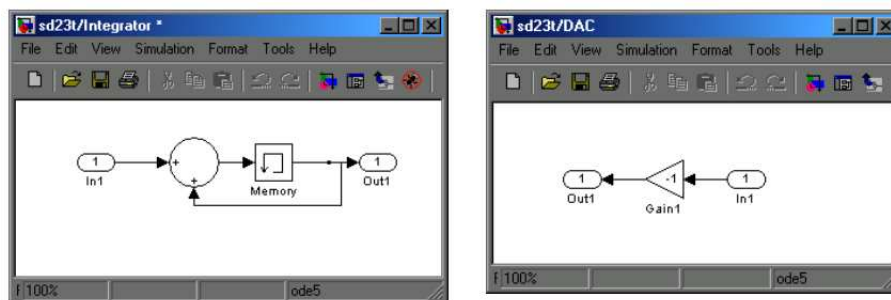 sd23t/Integrator *
File Edit View Simulation Format Tools Help
1
In1
+
+
Memory
1
Out1
100%
ode5
sd23t/DAC
File Edit View Simulation Format Tools Help
1
Out1
-1
Gain1
1
In1
100%
ode5